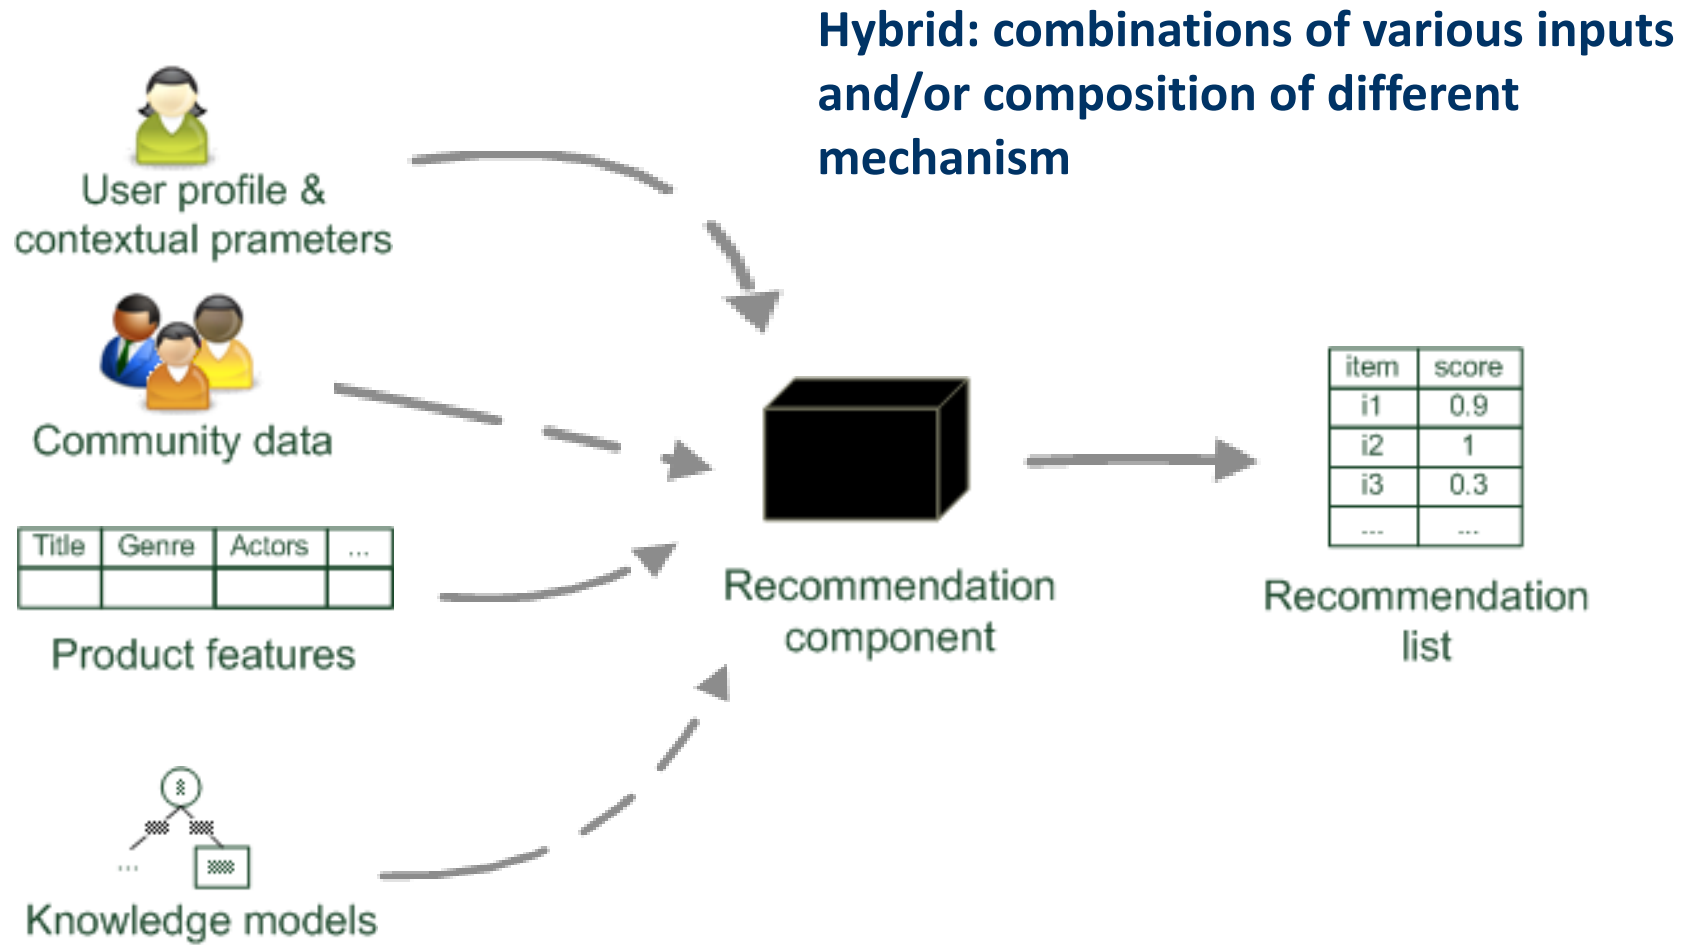 Hybrid: combinations of various inputs
and/or composition of different
mechanism
User profile &
contextual prameters
Community data
Title Genre Actors ...
Product features
Knowledge models
...
Recommendation
component
item score
i1 0.9
i2 1
i3 0.3
... ...
Recommendation
list